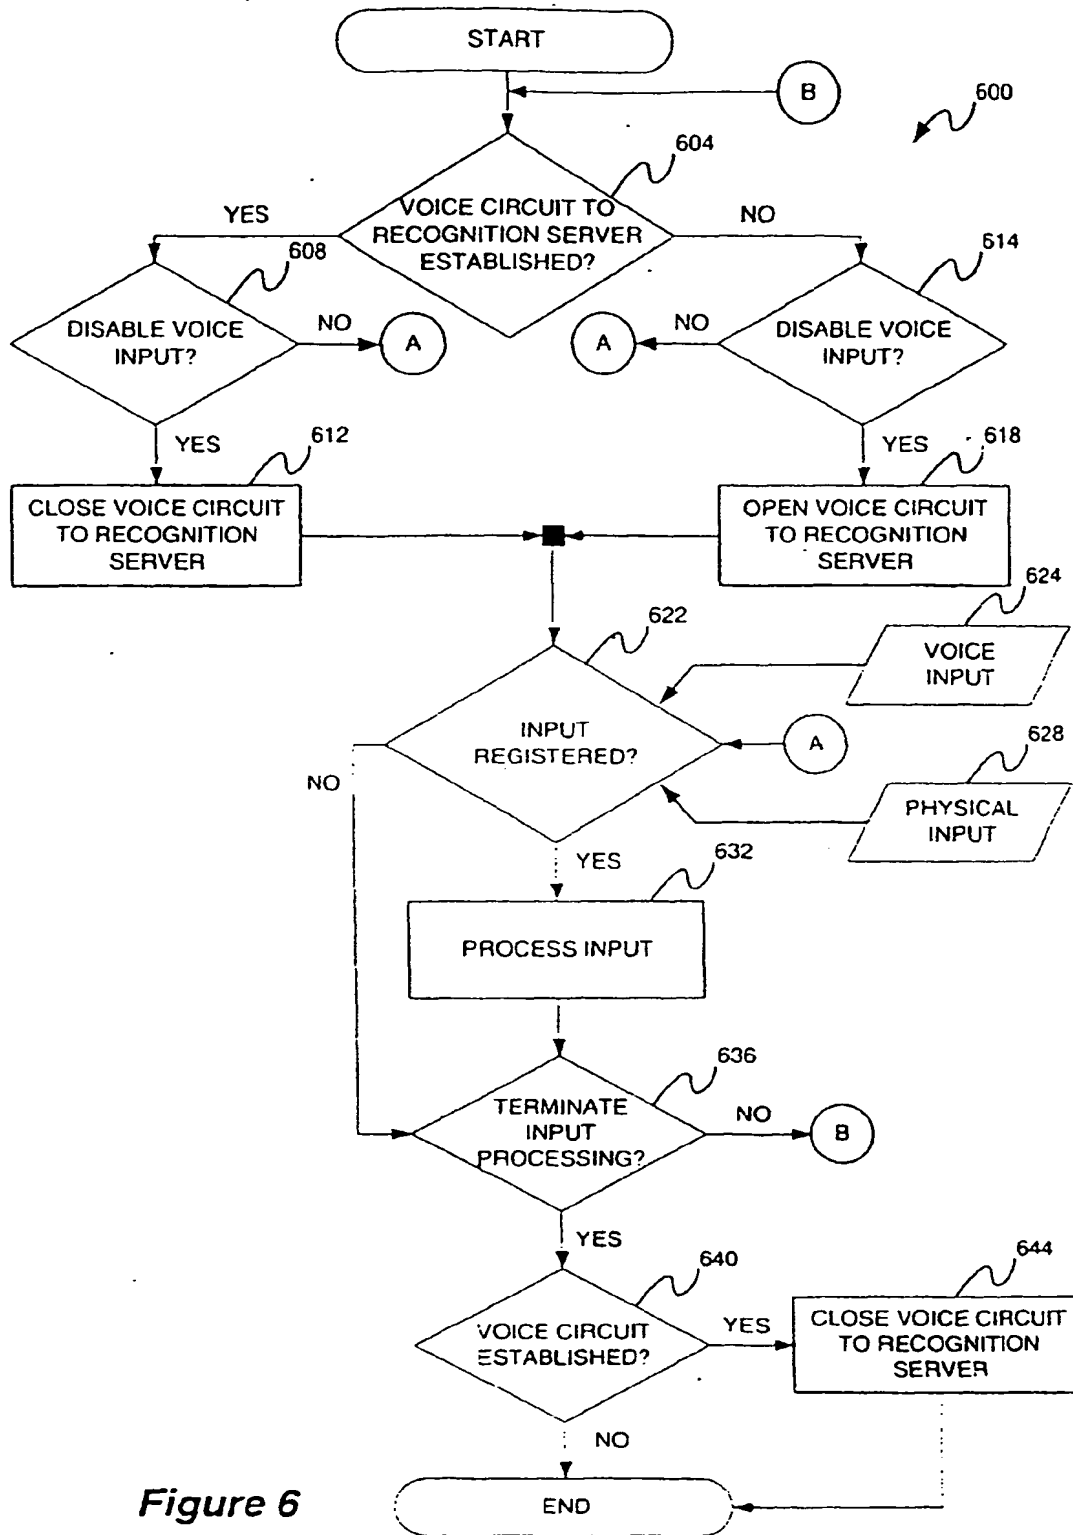 START
B
600
604
VOICE CIRCUIT TO
RECOGNITION SERVER
ESTABLISHED?
YES
NO
608
614
DISABLE VOICE
INPUT?
NO
A
A
NO
DISABLE VOICE
INPUT?
YES
612
YES
618
CLOSE VOICE CIRCUIT
TO RECOGNITION
SERVER
OPEN VOICE CIRCUIT
TO RECOGNITION
SERVER
624
622
VOICE
INPUT
INPUT
REGISTERED?
A
628
NO
PHYSICAL
INPUT
YES
632
PROCESS INPUT
636
TERMINATE
INPUT
PROCESSING?
NO
B
YES
640
644
VOICE CIRCUIT
ESTABLISHED?
YES
CLOSE VOICE CIRCUIT
TO RECOGNITION
SERVER
NO
END
Figure 6